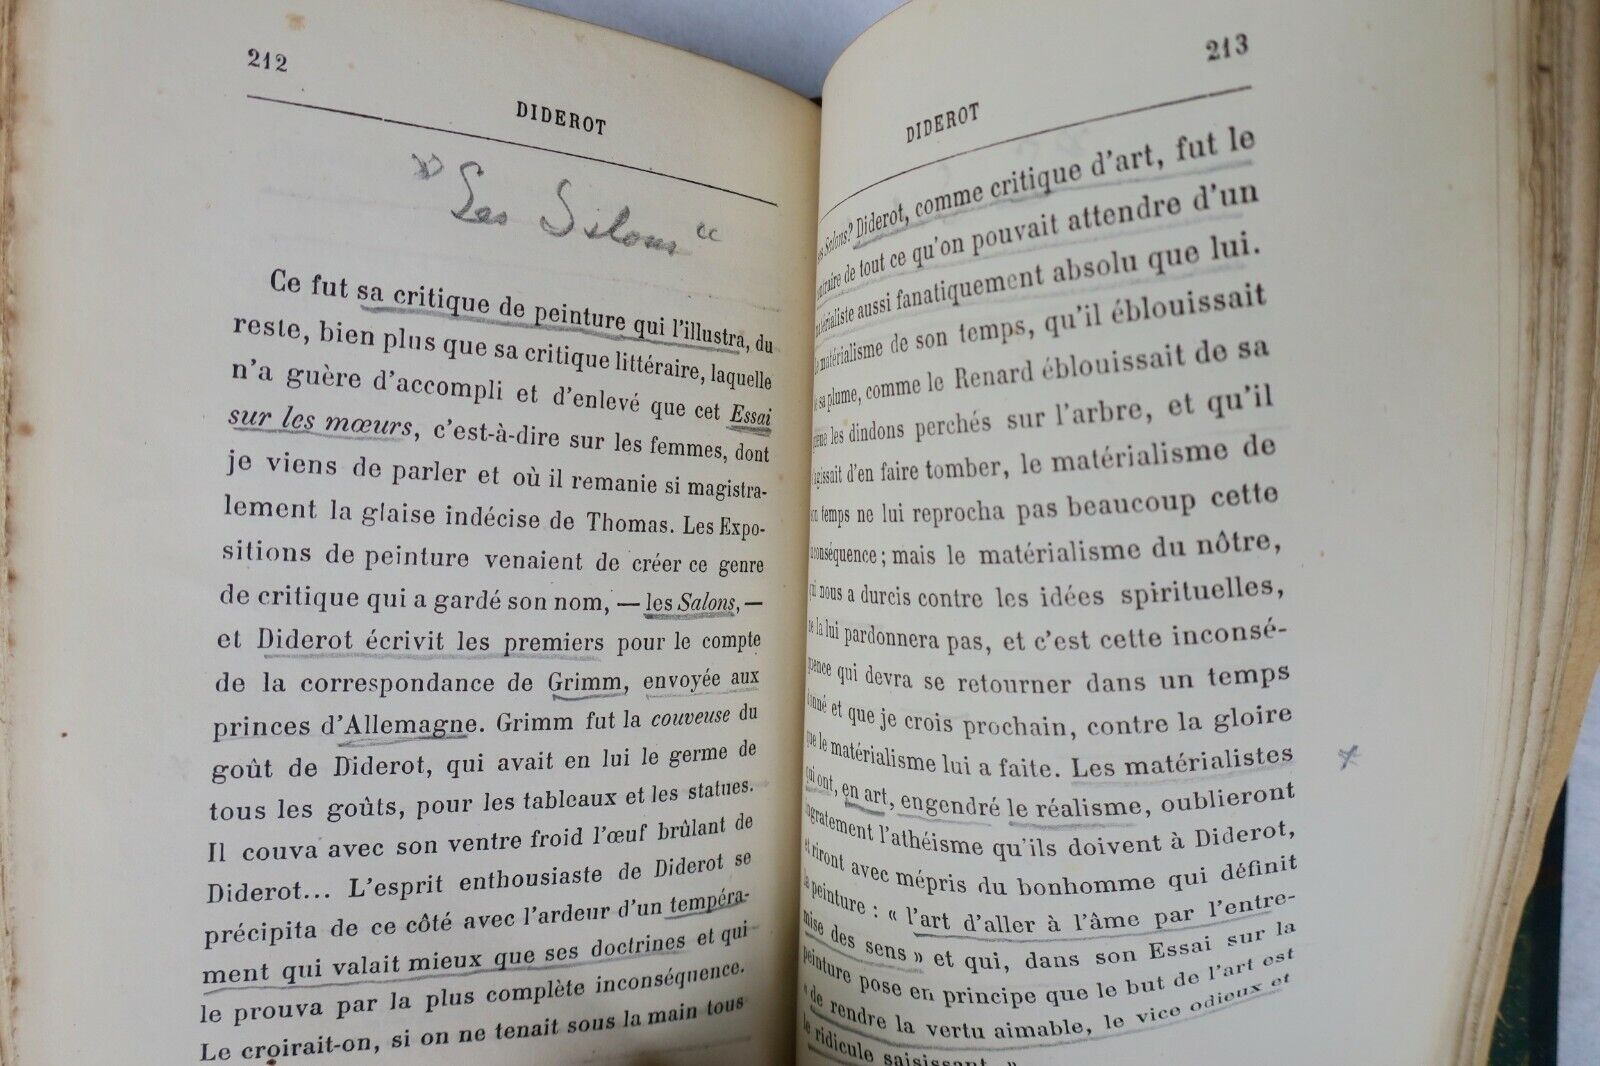 212
DIDEROT
Les Salons
Ce fut sa critique de peinture qui l'illustra, du
reste, bien plus que sa critique littéraire, laquelle
n'a guère d'accompli et d'enlevé que cet Essai
sur les mœurs, c'est-à-dire sur les femmes, dont
je viens de parler et où il remanie si magistra-
lement la glaise indécise de Thomas. Les Expo-
sitions de peinture venaient de créer ce genre
de critique qui a gardé son nom, — les Salons, —
et Diderot écrivit les premiers pour le compte
de la correspondance de Grimm, envoyée aux
princes d'Allemagne. Grimm fut la couveuse du
goût de Diderot, qui avait en lui le germe de
tous les goûts, pour les tableaux et les statues.
Il couva avec son ventre froid l'œuf brûlant de
Diderot... L'esprit enthousiaste de Diderot se
précipita de ce côté avec l'ardeur d'un tempéra-
ment qui valait mieux que ses doctrines et qui
le prouva par la plus complète inconséquence.
Le croirait-on, si on ne tenait sous la main tous
213
DIDEROT
Salons? Diderot, comme critique d'art, fut le
de tout ce qu'on pouvait attendre d'un
matérialiste aussi fanatiquement absolu que lui.
matérialisme de son temps, qu'il éblouissait
sa plume, comme le Renard éblouissait de sa
les dindons perchés sur l'arbre, et qu'il
d'en faire tomber, le matérialisme de
temps ne lui reprocha pas beaucoup cette
inconséquence; mais le matérialisme du nôtre,
qui nous a durcis contre les idées spirituelles,
ne la lui pardonnera pas, et c'est cette inconsé-
quence qui devra se retourner dans un temps
donné et que je crois prochain, contre la gloire
que le matérialisme lui a faite. Les matérialistes
qui ont, en art, engendré le réalisme, oublieront
ingratement l'athéisme qu'ils doivent à Diderot,
et riront avec mépris du bonhomme qui définit
la peinture : « l'art d'aller à l'âme par l'entre-
mise des sens » et qui, dans son Essai sur la
peinture pose en principe que le but de l'art est
« de rendre la vertu aimable, le vice odieux et
le ridicule saisissant. »